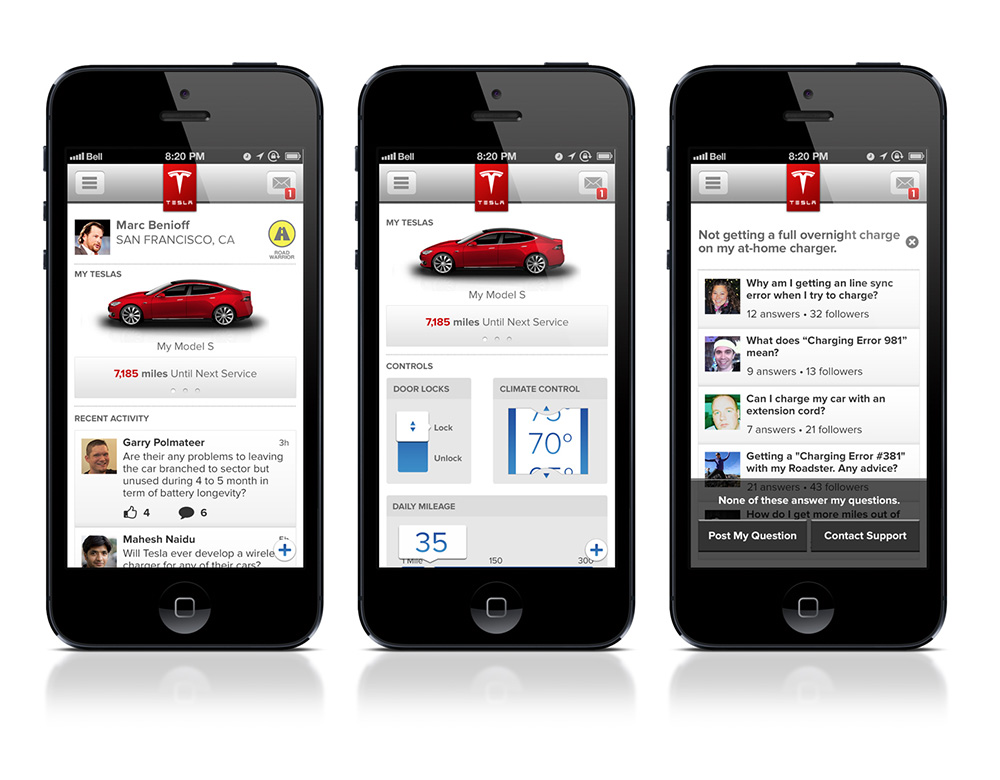 Bell 8:20 PM
TESLA
1
Marc Benioff
SAN FRANCISCO, CA
ROAD
WARRIOR
MY TESLAS
My Model S
7,185 miles Until Next Service
RECENT ACTIVITY
Garry Polmateer 3h
Are their any problems to leaving
the car branched to sector but
unused during 4 to 5 month in
term of battery longevity?
4 6
Mahesh Naidu
Will Tesla ever develop a wirele
charger for any of their cars?
Bell 8:20 PM
TESLA
1
MY TESLAS
My Model S
7,185 miles Until Next Service
CONTROLS
DOOR LOCKS
Lock
Unlock
CLIMATE CONTROL
75°
70°
65°
DAILY MILEAGE
35
1 Mile 150 300
Bell 8:20 PM
TESLA
1
Not getting a full overnight charge
on my at-home charger.
Why am I getting an line sync
error when I try to charge?
12 answers • 32 followers
What does “Charging Error 981”
mean?
9 answers • 13 followers
Can I charge my car with an
extension cord?
7 answers • 21 followers
Getting a "Charging Error #381"
with my Roadster. Any advice?
21 answers • 43 followers
None of these answer my questions.
How do I get more miles out of
Post My Question
Contact Support